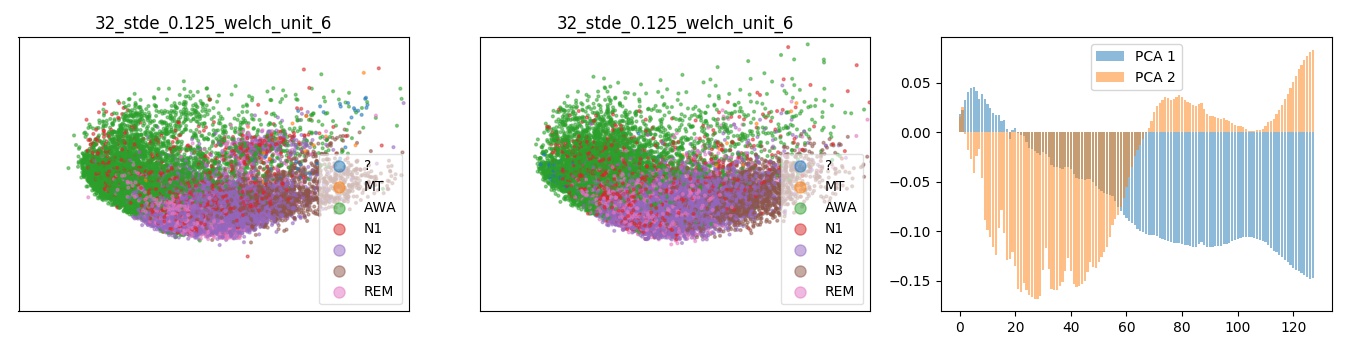 32_stde_0.125_welch_unit_6
?
MT
AWA
N1
N2
N3
REM
32_stde_0.125_welch_unit_6
?
MT
AWA
N1
N2
N3
REM
PCA 1
PCA 2
0.05
0.00
−0.05
−0.10
−0.15
0 20 40 60 80 100 120